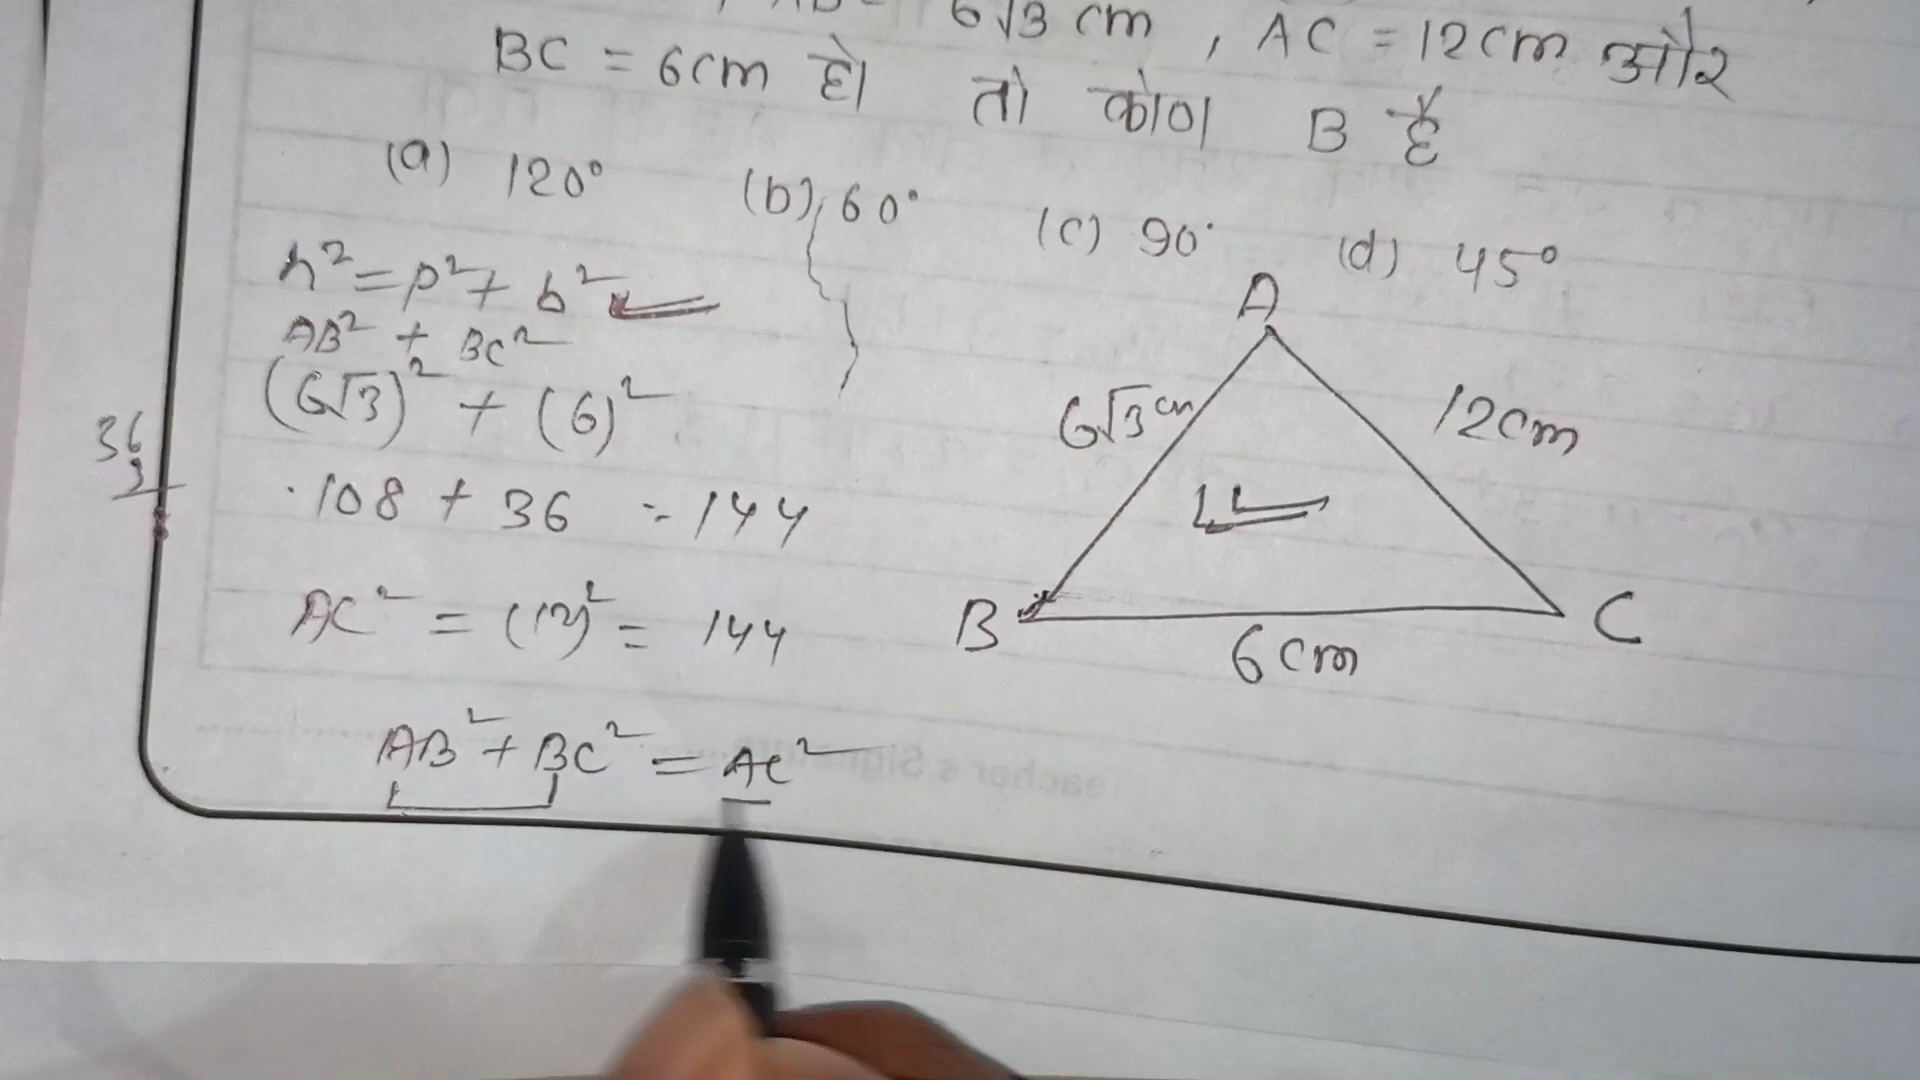 6√3 cm , AC = 12cm और
BC = 6cm हो तो कोण B है
(a) 120° (b) 60° (c) 90° (d) 45°
h² = p² + b²
AB² + BC²
(6√3)² + (6)²
36
3
108 + 36 = 144
AC² = (12)² = 144
AB² + BC² = AC²
A
6√3 cm
12cm
B
C
6cm